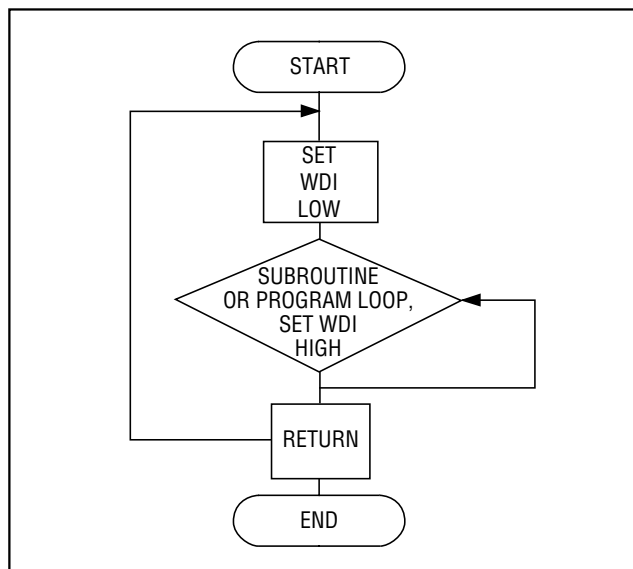 START
SET
WDI
LOW
SUBROUTINE
OR PROGRAM LOOP,
SET WDI
HIGH
RETURN
END